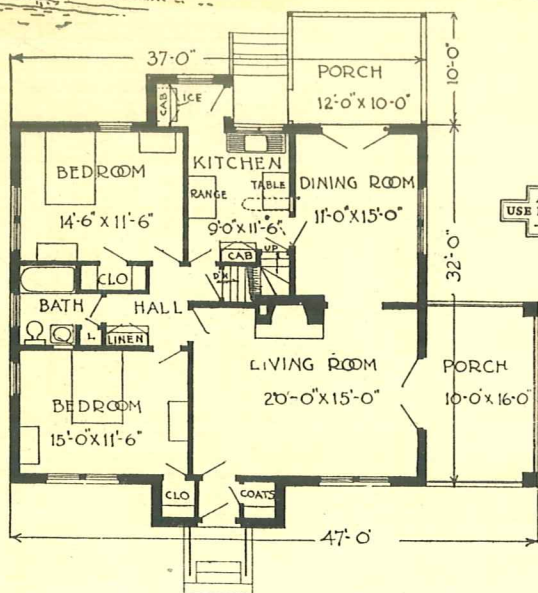 37'-0"
10'-0"
PORCH
12'-0" X 10'-0"
CAB
ICE
BEDROOM
14'-6" X 11'-6"
KITCHEN
RANGE
TABLE
9'-0 X 11'-6"
DINING ROOM
11'-0" X 15'-0"
USE
32'-0"
CLO
CAB
UP
DN
BATH
HALL
L
LINEN
LIVING ROOM
20'-0" X 15'-0"
PORCH
10'-0" X 16'-0"
BEDROOM
15'-0" X 11'-6"
CLO
COATS
47'-0"